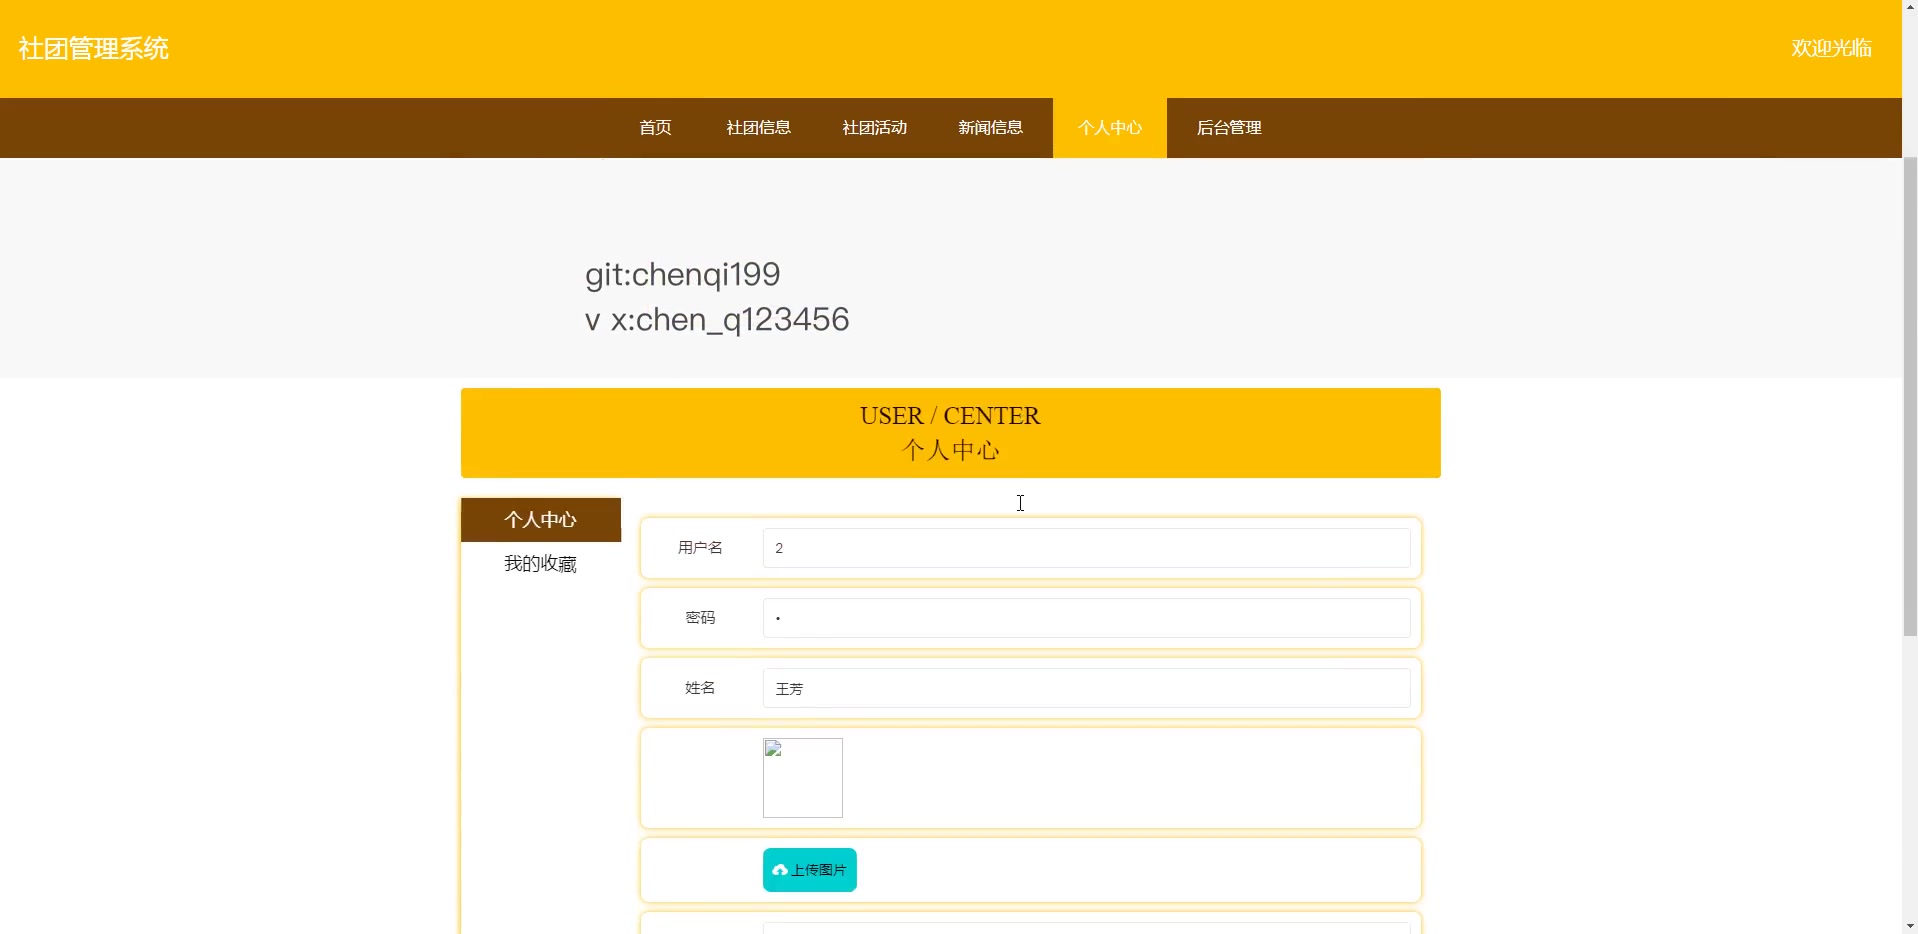 社团管理系统
欢迎光临
首页 社团信息 社团活动 新闻信息 个人中心 后台管理
git:chenqi199
v x:chen_q123456
USER / CENTER
个人中心
个人中心
我的收藏
用户名 2
密码 •
姓名 王芳
上传图片